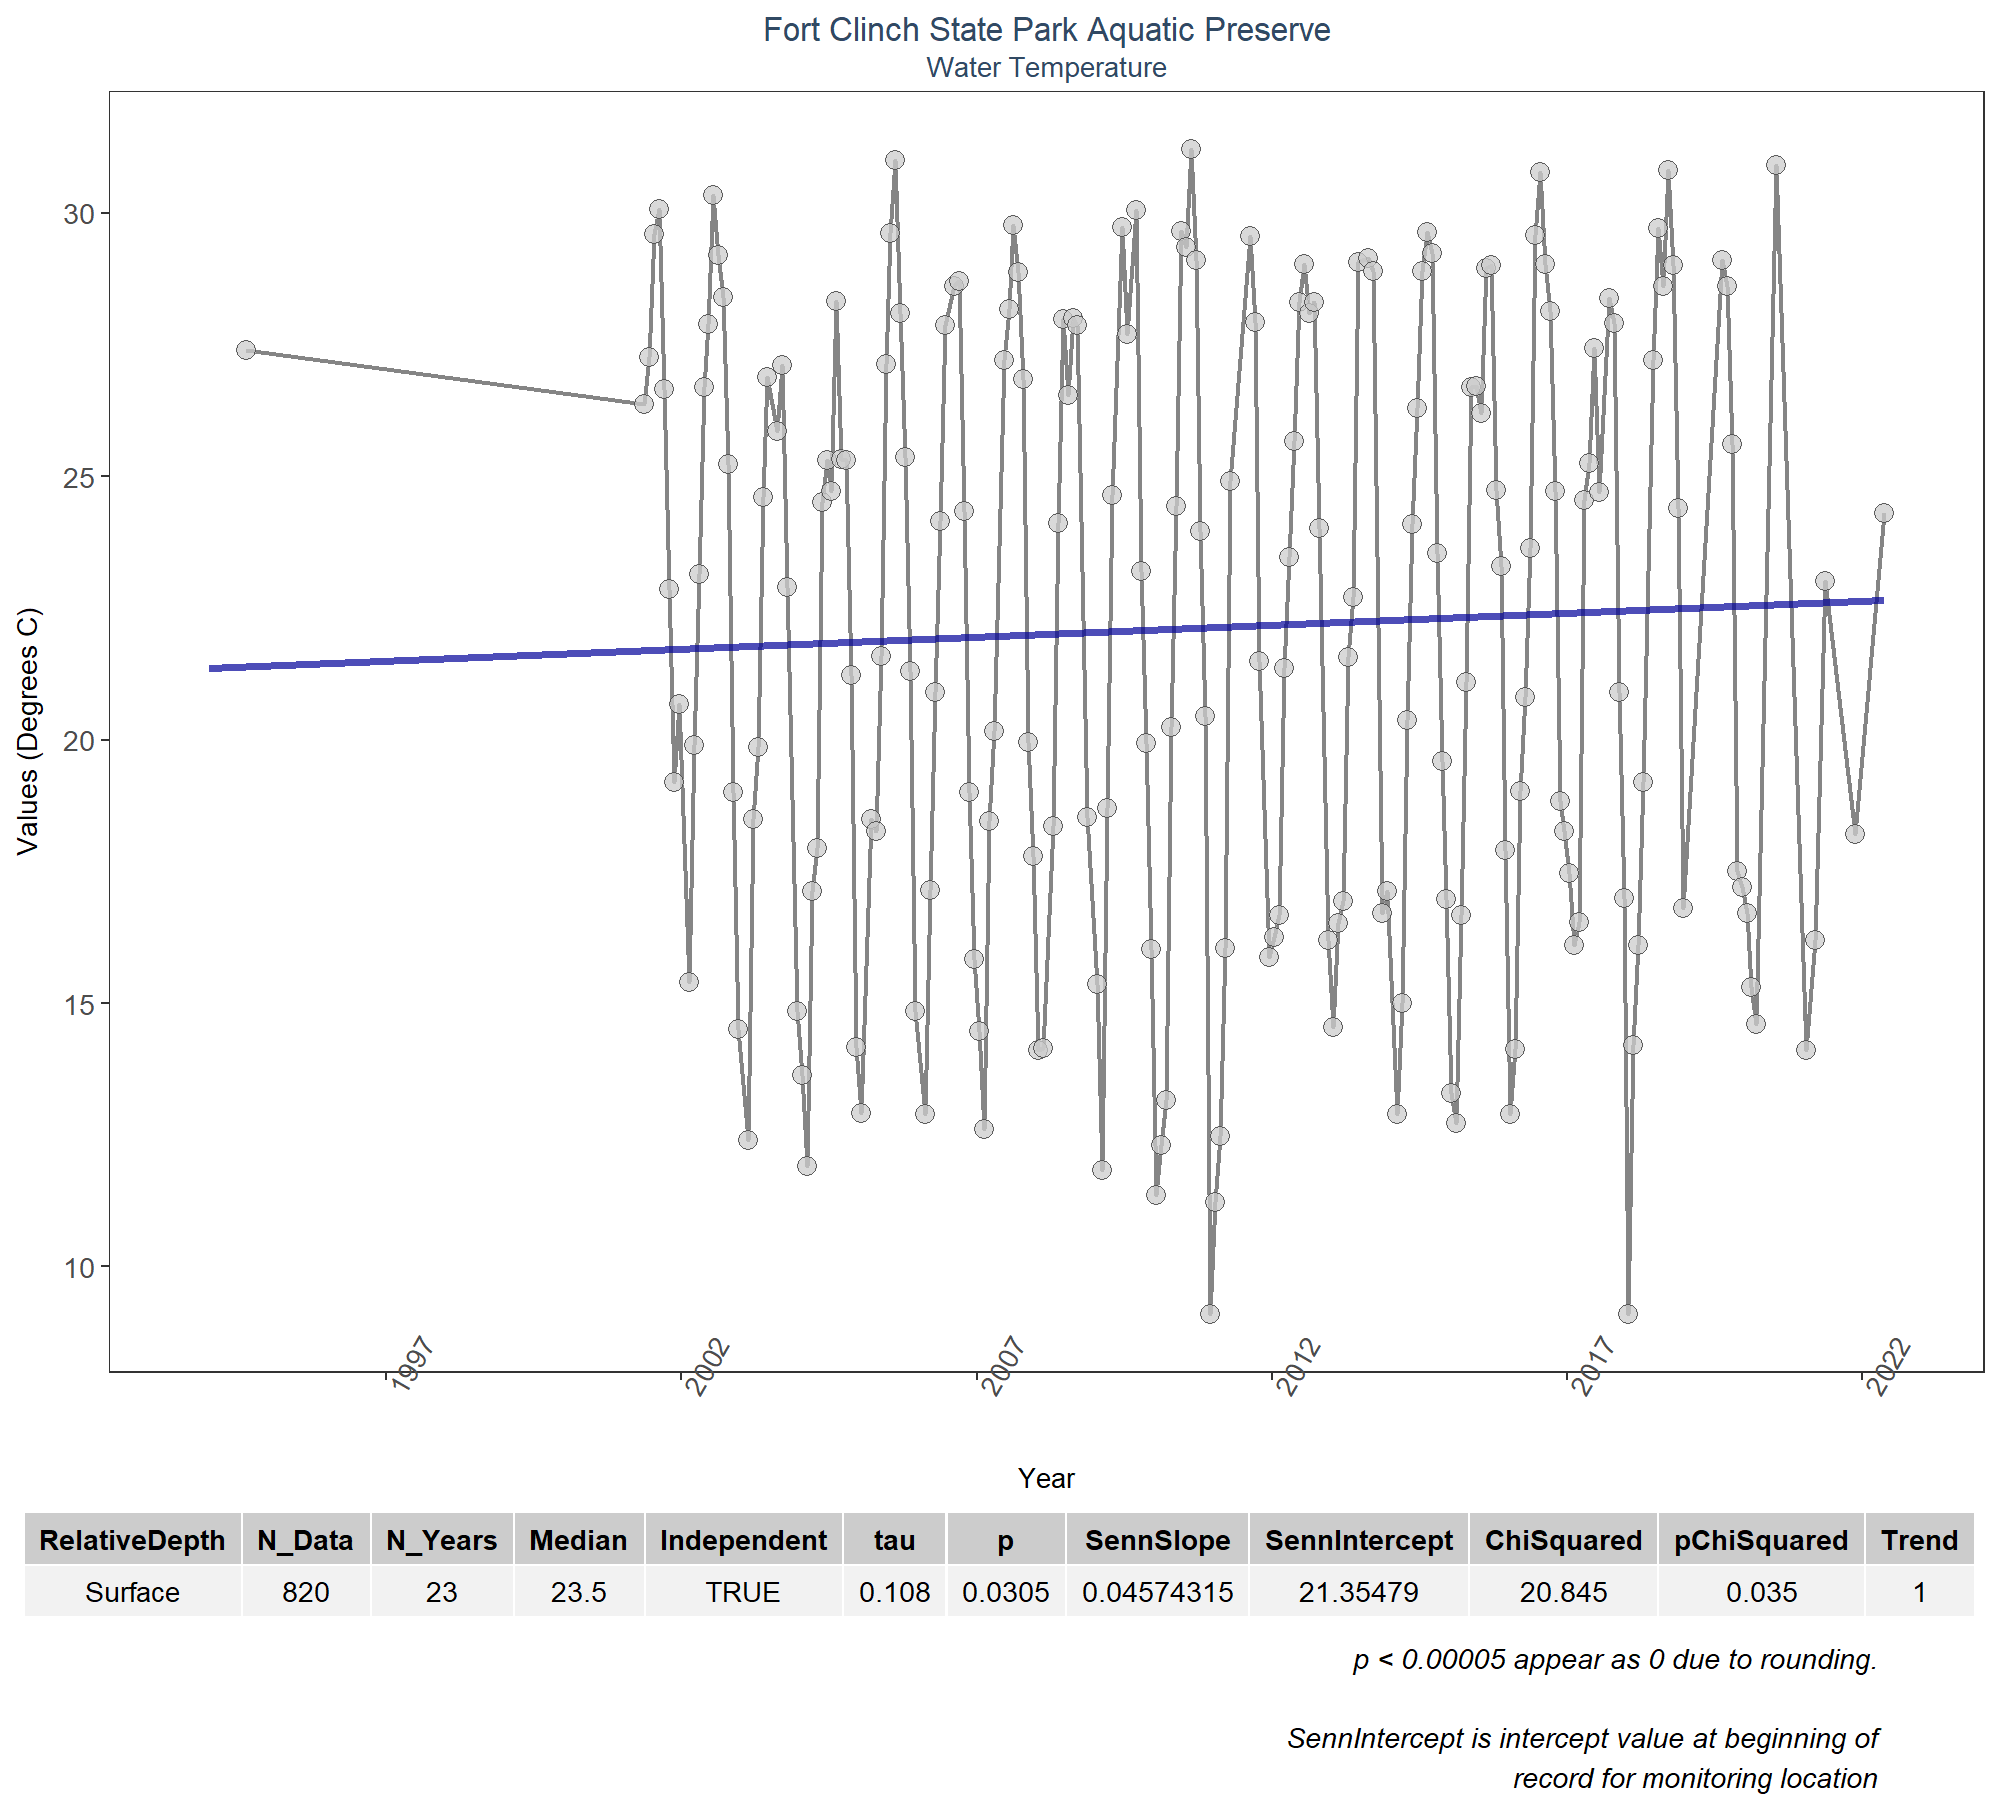 Fort Clinch State Park Aquatic Preserve
Water Temperature
Values (Degrees C)
30
25
20
15
10
1997
2002
2007
2012
2017
2022
Year
RelativeDepth N_Data N_Years Median Independent tau p SennSlope SennIntercept ChiSquared pChiSquared Trend
Surface 820 23 23.5 TRUE 0.108 0.0305 0.04574315 21.35479 20.845 0.035 1
p < 0.00005 appear as 0 due to rounding.
SennIntercept is intercept value at beginning of
record for monitoring location